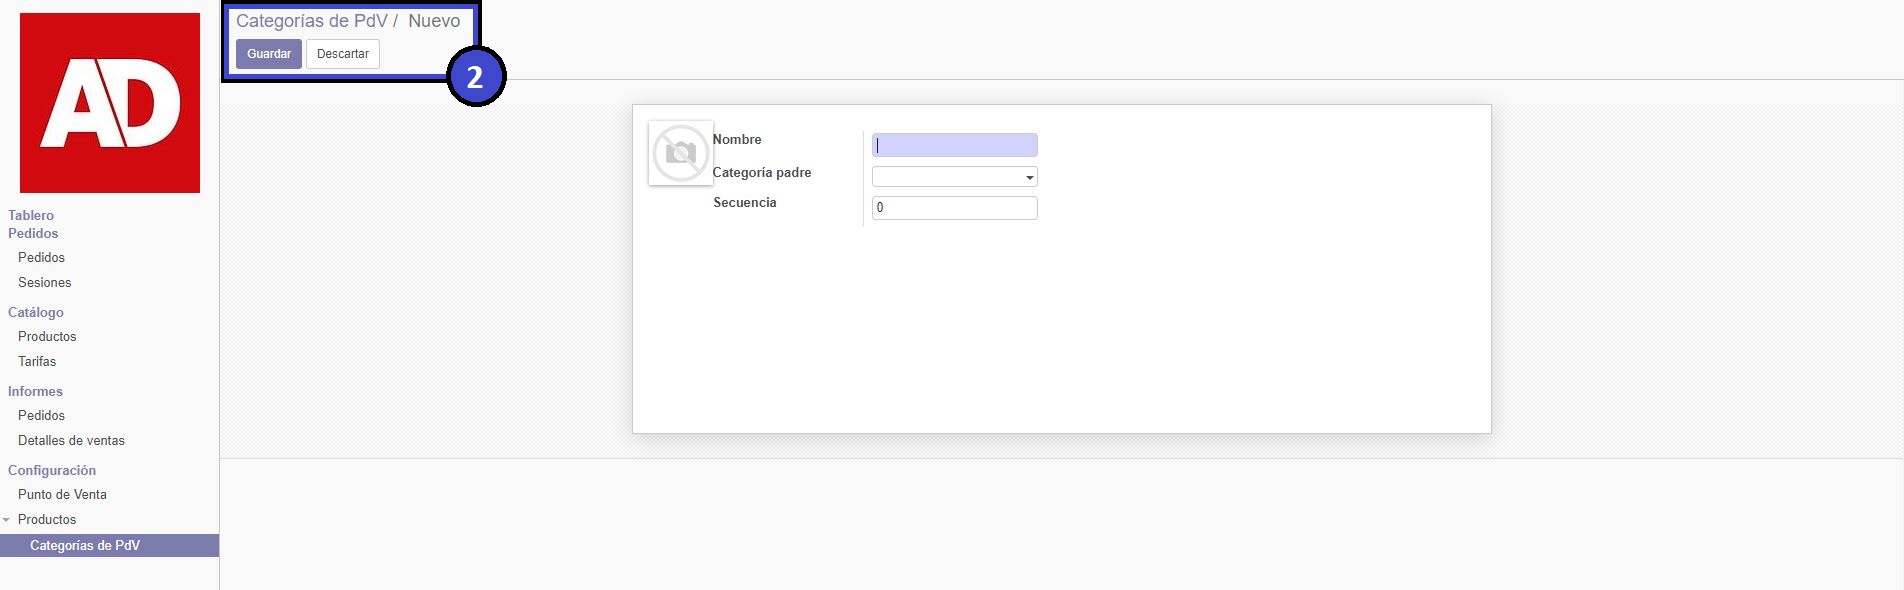 Categorías de PdV / Nuevo
Guardar Descartar
2
AD
Tablero
Pedidos
Pedidos
Sesiones
Catálogo
Productos
Tarifas
Informes
Pedidos
Detalles de ventas
Configuración
Punto de Venta
Productos
Categorías de PdV
Nombre
Categoría padre
Secuencia 0